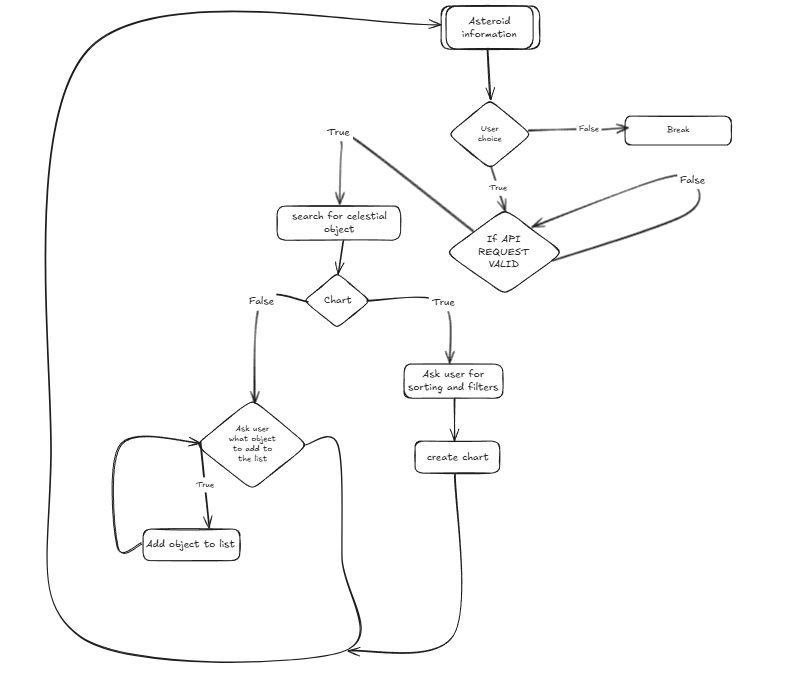 Asteroid
information
User
choice
False
Break
True
True
False
If API
REQUEST
VALID
search for celestial
object
False
Chart
True
Ask user for
sorting and filters
Ask user
what object
to add to
the list
create chart
True
Add object to list